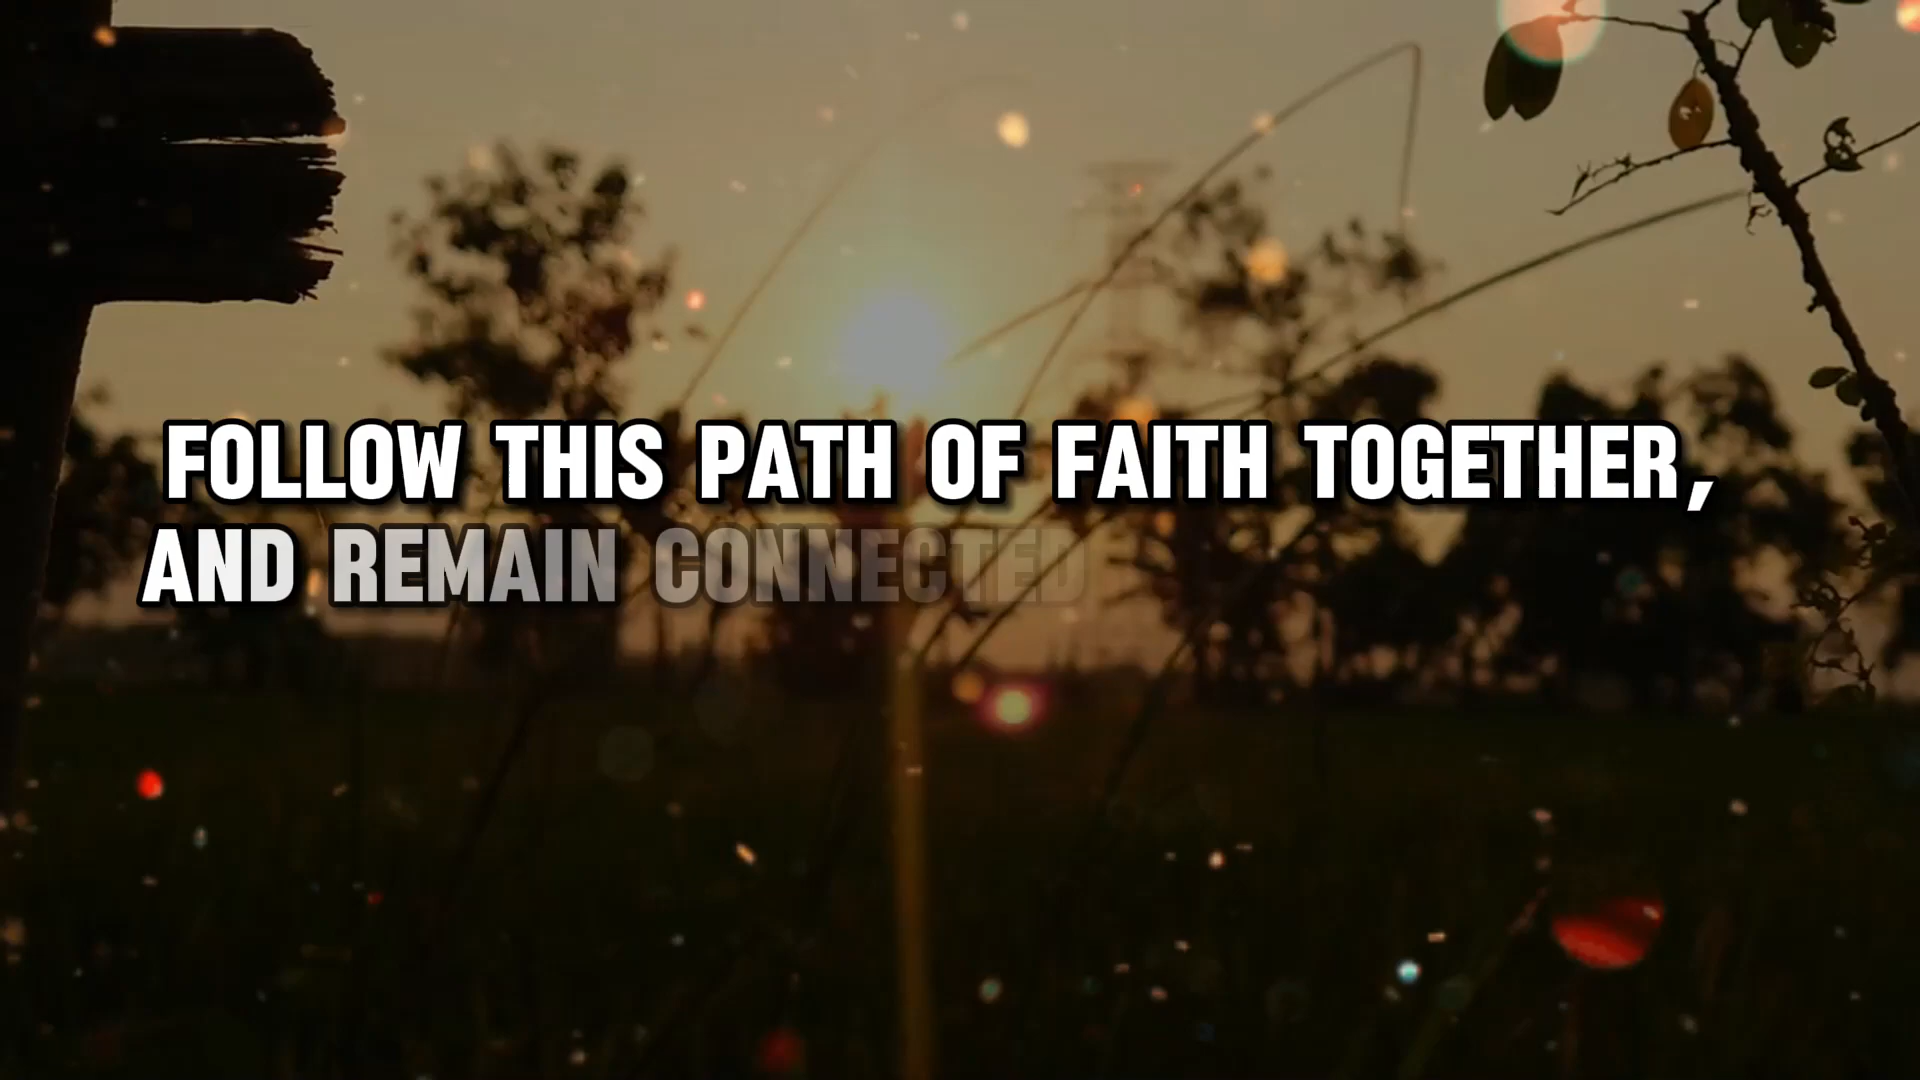 FOLLOW THIS PATH OF FAITH TOGETHER,
AND REMAIN CONNECTED